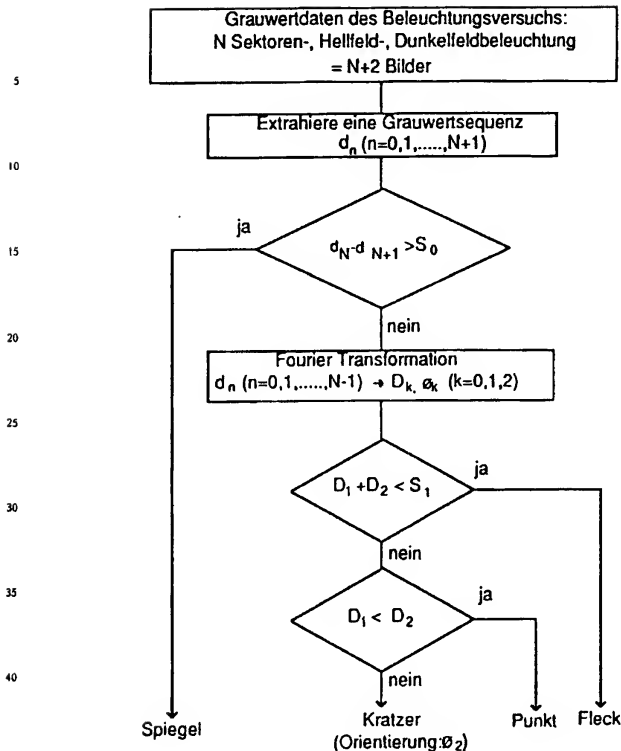 Grauwertdaten des Beleuchtungsversuchs:
N Sektoren-, Hellfeld-, Dunkelfeldbeleuchtung
= N+2 Bilder
5
Extrahiere eine Grauwertsequenz
dₙ (n=0,1,.....,N+1)
10
ja
d_N-d_N+1 >S₀
15
nein
20
Fourier Transformation
dₙ (n=0,1,.....,N-1) → Dₖ, øₖ (k=0,1,2)
25
ja
D₁ +D₂ < S₁
30
nein
35
ja
D₁ < D₂
nein
40
Spiegel
Kratzer
(Orientierung:ø₂)
Punkt
Fleck